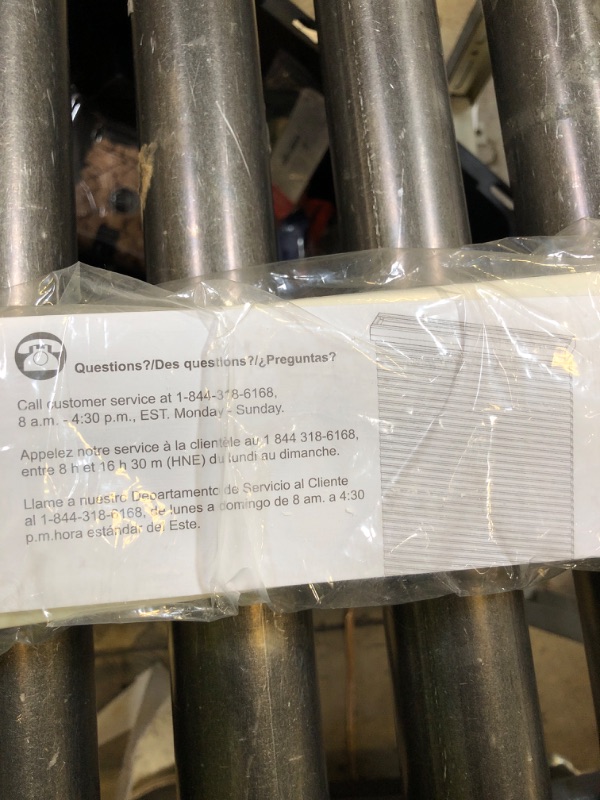 Questions?/Des questions?/¿Preguntas?
Call customer service at 1-844-318-6168,
8 a.m. - 4:30 p.m., EST. Monday - Sunday.
Appelez notre service à la clientèle au 1 844 318-6168,
entre 8 h et 16 h 30 m (HNE) du lundi au dimanche.
Llame a nuestro Departamento de Servicio al Cliente
al 1-844-318-6168, de lunes a domingo de 8 am. a 4:30
p.m.hora estándar del Este.